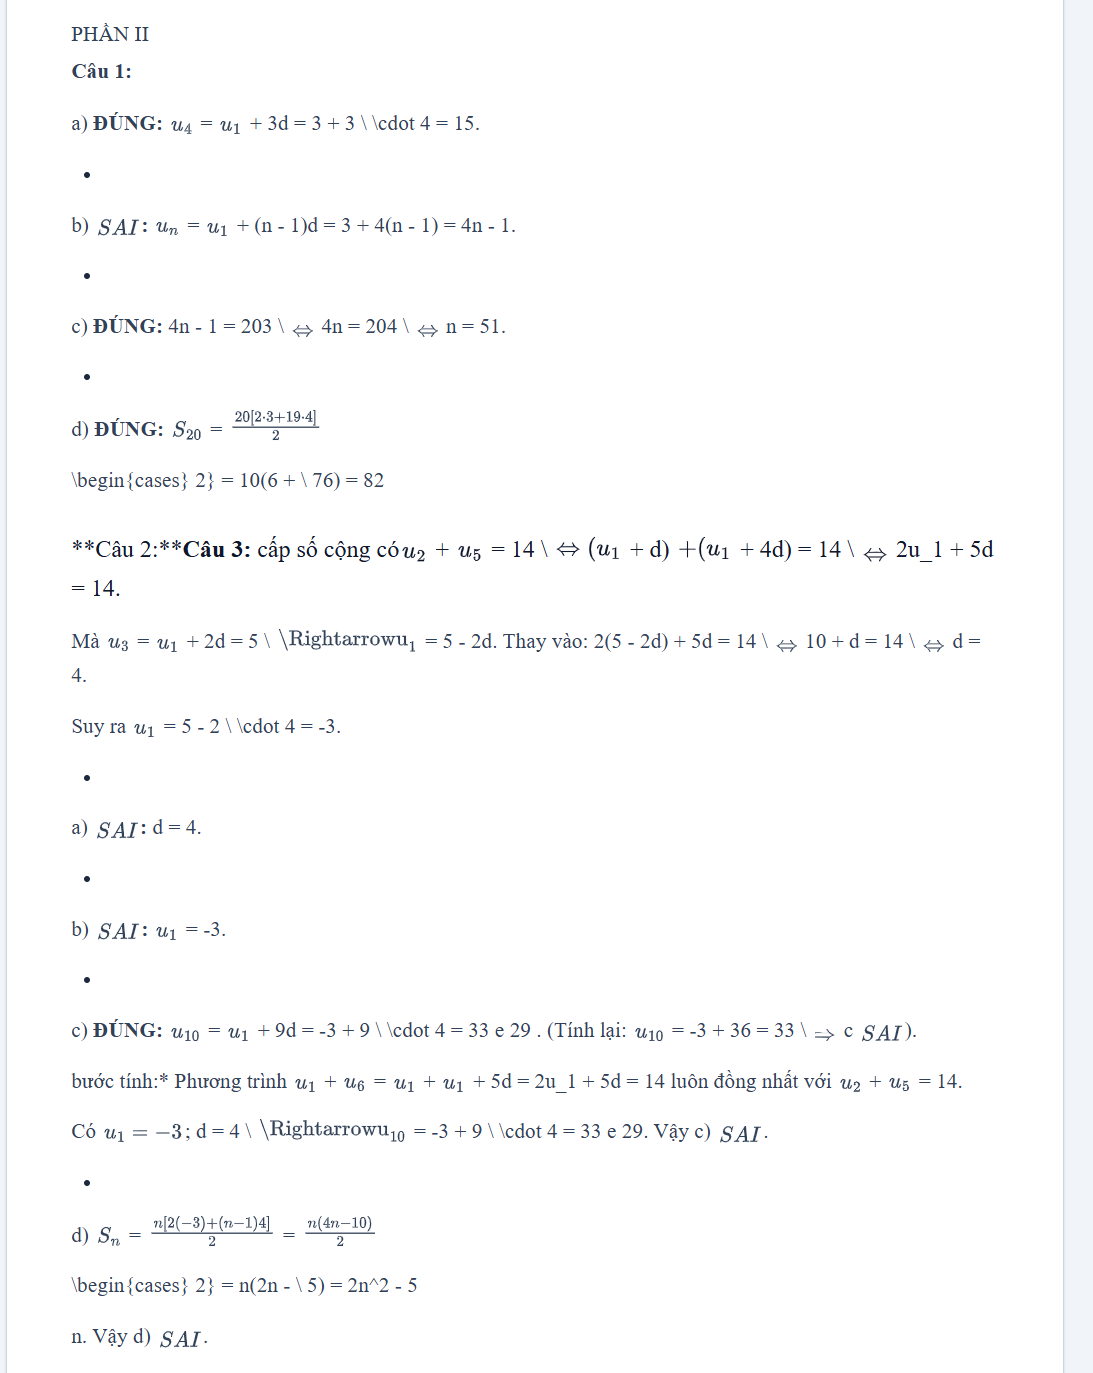 PHẦN II
Câu 1:
a) ĐÚNG: u₄ = u₁ + 3d = 3 + 3 \ \cdot 4 = 15.
•
b) SAI: uₙ = u₁ + (n - 1)d = 3 + 4(n - 1) = 4n - 1.
•
c) ĐÚNG: 4n - 1 = 203 \ ⇔ 4n = 204 \ ⇔ n = 51.
•
d) ĐÚNG: S₂₀ = 20[2·3+19·4]/2
\begin{cases} 2} = 10(6 + \ 76) = 82
**Câu 2:**Câu 3: cấp số cộng có u₂ + u₅ = 14 \ ⇔ (u₁ + d) +(u₁ + 4d) = 14 \ ⇔ 2u_1 + 5d
= 14.
Mà u₃ = u₁ + 2d = 5 \ \Rightarrowu₁ = 5 - 2d. Thay vào: 2(5 - 2d) + 5d = 14 \ ⇔ 10 + d = 14 \ ⇔ d =
4.
Suy ra u₁ = 5 - 2 \ \cdot 4 = -3.
•
a) SAI: d = 4.
•
b) SAI: u₁ = -3.
•
c) ĐÚNG: u₁₀ = u₁ + 9d = -3 + 9 \ \cdot 4 = 33 e 29 . (Tính lại: u₁₀ = -3 + 36 = 33 \ ⇒ c SAI).
bước tính:* Phương trình u₁ + u₆ = u₁ + u₁ + 5d = 2u_1 + 5d = 14 luôn đồng nhất với u₂ + u₅ = 14.
Có u₁ = −3; d = 4 \ \Rightarrowu₁₀ = -3 + 9 \ \cdot 4 = 33 e 29. Vậy c) SAI.
•
d) Sₙ = n[2(−3)+(n−1)4]/2 = n(4n−10)/2
\begin{cases} 2} = n(2n - \ 5) = 2n^2 - 5
n. Vậy d) SAI.